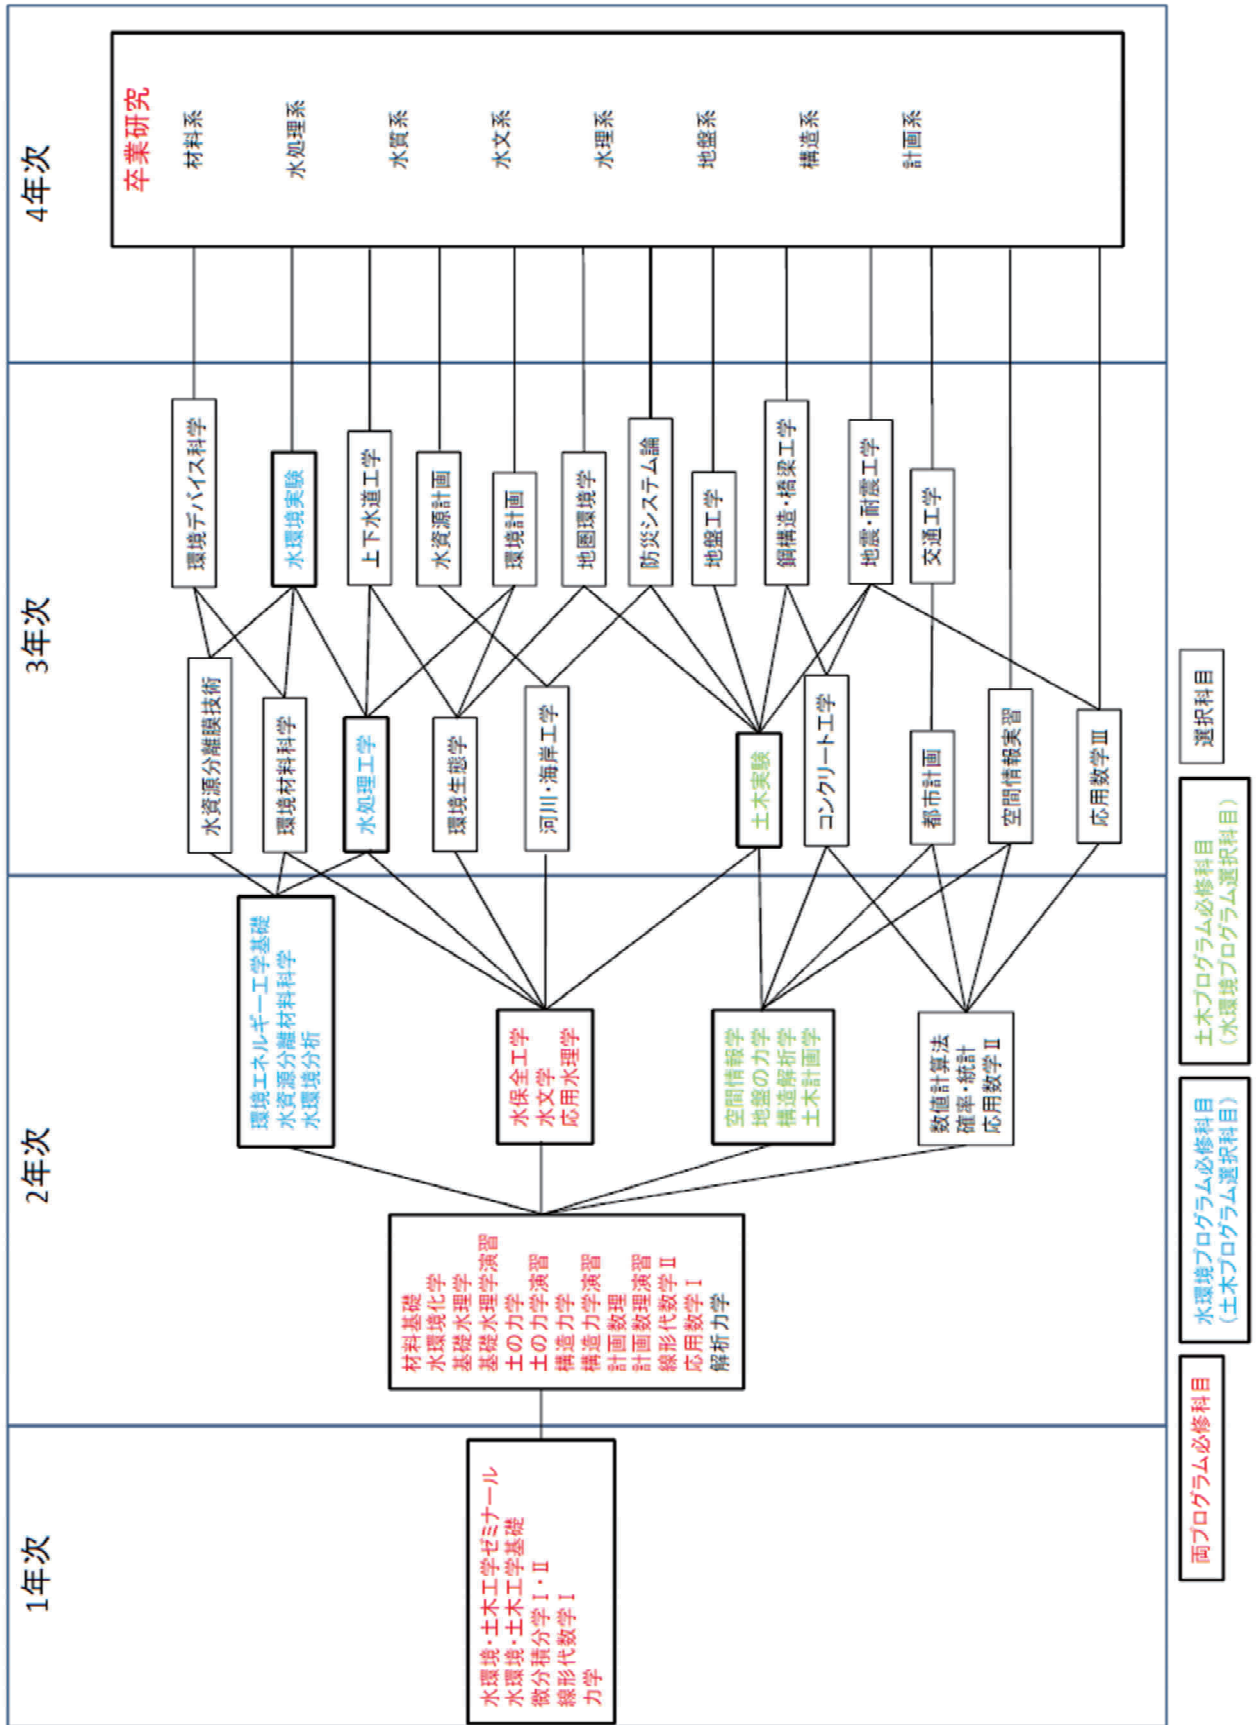 1年次
2年次
3年次
4年次
水環境・土木工学ゼミナール
水環境・土木工学基礎
微分積分学Ⅰ・Ⅱ
線形代数学Ⅰ
力学
材料基礎
水環境化学
基礎水理学
基礎水理学演習
土の力学
土の力学演習
構造力学
構造力学演習
計画数理
計画数理演習
線形代数学Ⅱ
応用数学Ⅰ
解析力学
環境エネルギー工学基礎
水資源分離材料科学
水環境分析
水保全工学
水文学
応用水理学
空間情報学
地盤の力学
構造解析学
土木計画学
数値計算法
確率・統計
応用数学Ⅱ
水資源分離膜技術
環境材料科学
水処理工学
環境生態学
河川・海岸工学
土木実験
コンクリート工学
都市計画
空間情報実習
応用数学Ⅲ
環境デバイス科学
水環境実験
上下水道工学
水資源計画
環境計画
地圏環境学
防災システム論
地盤工学
鋼構造・橋梁工学
地震・耐震工学
交通工学
卒業研究
材料系
水処理系
水質系
水文系
水理系
地盤系
構造系
計画系
両プログラム必修科目
水環境プログラム必修科目
（土木プログラム選択科目）
土木プログラム必修科目
（水環境プログラム選択科目）
選択科目